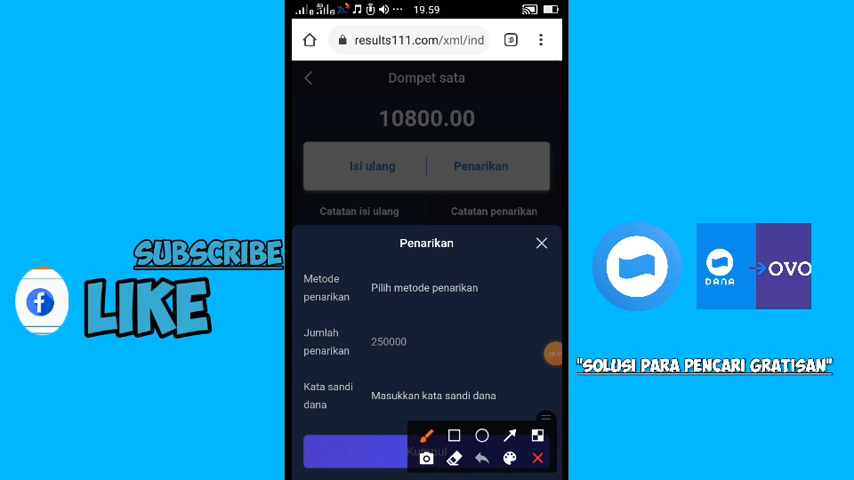 19.59
results111.com/xml/ind
Dompet sata
10800.00
Isi ulang
Penarikan
Catatan isi ulang
Catatan penarikan
Penarikan
Metode
penarikan
Pilih metode penarikan
Jumlah
penarikan
250000
Kata sandi
dana
Masukkan kata sandi dana
SUBSCRIBE
LIKE
DANA
OVO
"SOLUSI PARA PENCARI GRATISAN"